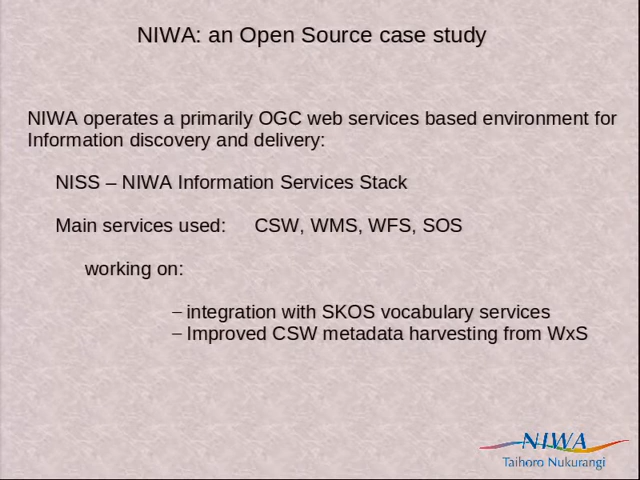 NIWA: an Open Source case study
NIWA operates a primarily OGC web services based environment for
Information discovery and delivery:
NISS – NIWA Information Services Stack
Main services used: CSW, WMS, WFS, SOS
working on:
– integration with SKOS vocabulary services
– Improved CSW metadata harvesting from WxS
NIWA
Taihoro Nukurangi